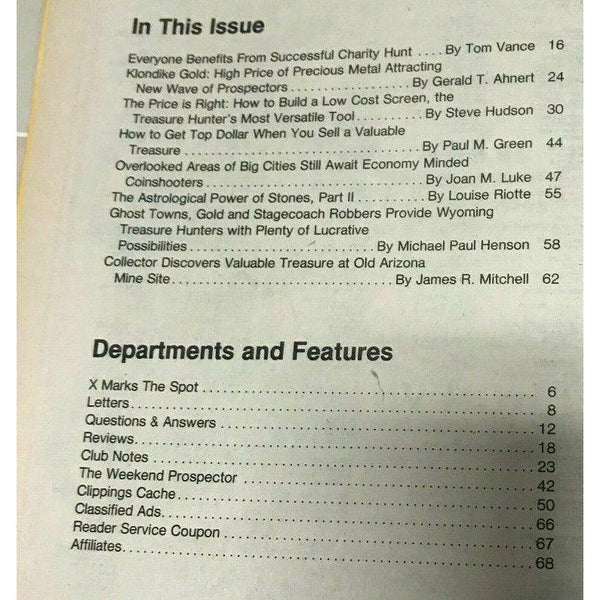 In This Issue
Everyone Benefits From Successful Charity Hunt .... By Tom Vance 16
Klondike Gold: High Price of Precious Metal Attracting
New Wave of Prospectors .................. By Gerald T. Ahnert 24
The Price is Right: How to Build a Low Cost Screen, the
Treasure Hunter's Most Versatile Tool .......... By Steve Hudson 30
How to Get Top Dollar When You Sell a Valuable
Treasure ................................ By Paul M. Green 44
Overlooked Areas of Big Cities Still Await Economy Minded
Coinshooters ............................... By Joan M. Luke 47
The Astrological Power of Stones, Part II .......... By Louise Riotte 55
Ghost Towns, Gold and Stagecoach Robbers Provide Wyoming
Treasure Hunters with Plenty of Lucrative
Possibilities .......................... By Michael Paul Henson 58
Collector Discovers Valuable Treasure at Old Arizona
Mine Site ............................... By James R. Mitchell 62
Departments and Features
X Marks The Spot ........................................ 6
Letters .................................................. 8
Questions & Answers ..................................... 12
Reviews ................................................. 18
Club Notes .............................................. 23
The Weekend Prospector .................................. 42
Clippings Cache ......................................... 50
Classified Ads .......................................... 66
Reader Service Coupon ................................... 67
Affiliates .............................................. 68